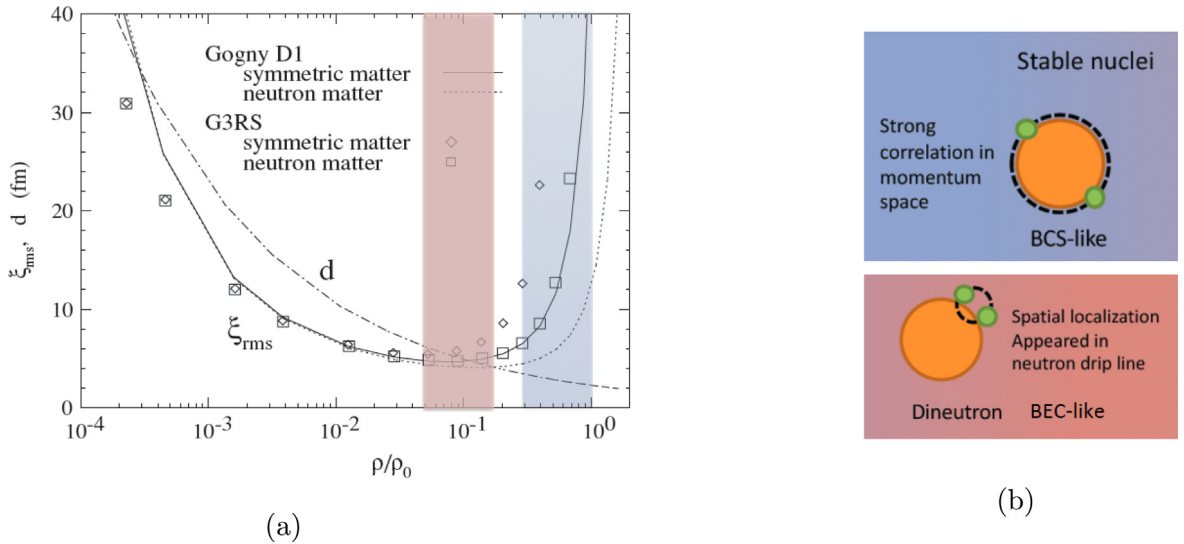 40
30
20
10
0
ξrms, d (fm)
Gogny D1
symmetric matter
neutron matter
G3RS
symmetric matter
neutron matter
d
ξrms
10⁻⁴ 10⁻³ 10⁻² 10⁻¹ 10⁰
ρ/ρ₀
(a)
Stable nuclei
Strong
correlation in
momentum
space
BCS-like
Spatial localization
Appeared in
neutron drip line
Dineutron BEC-like
(b)